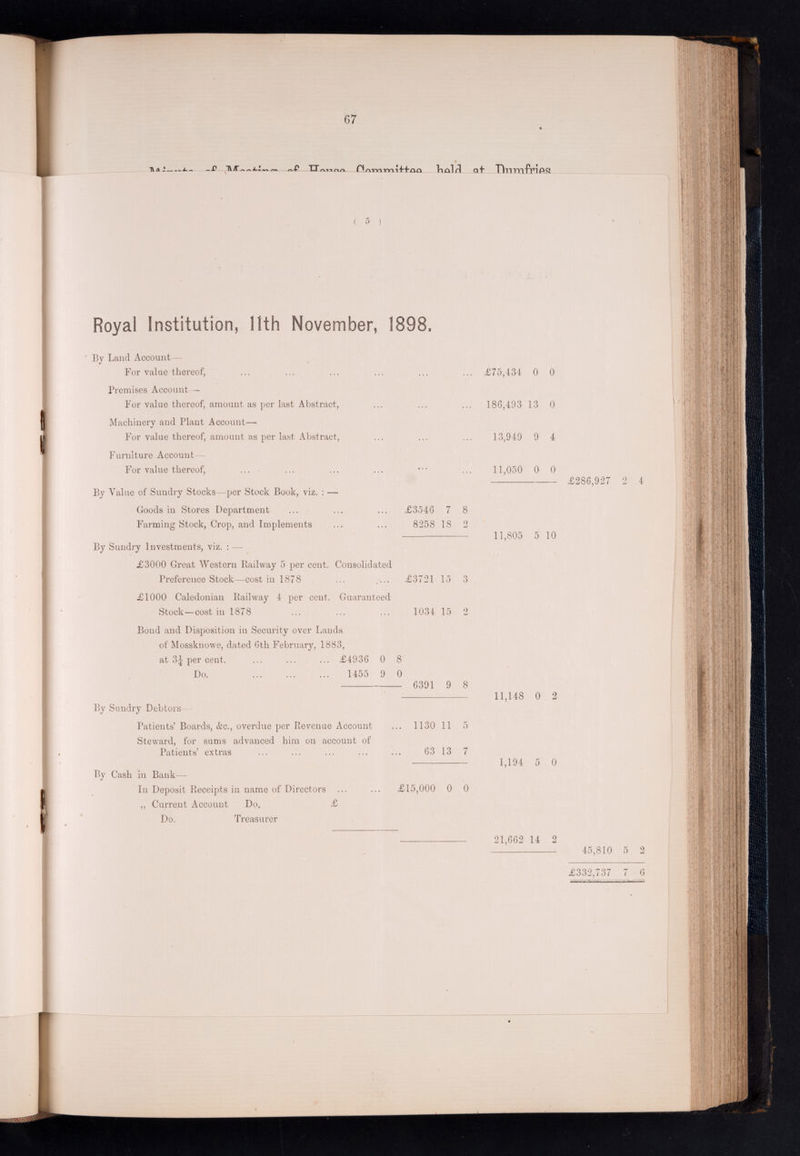 67
Committee held at Dumfries
( 5 )
Royal Institution, 11th November, 1898.
By Land Account—
For value thereof, ... ... ... ... ... ... £75,434 0 0
Premises Account—
For value thereof, amount as per last Abstract, ... ... ... 186,493 13 0
Machinery and Plant Account—
For value thereof, amount as per last Abstract, ... ... ... 13,949 9 4
Furniture Account—
For value thereof, ... ... ... ... ... ... 11,050 0 0
£286,927 2 4
By Value of Sundry Stocks—per Stock Book, viz. : —
Goods in Stores Department ... ... ... £3546 7 8
Farming Stock, Crop, and Implements ... ... 8258 18 2
11,805 5 10
By Sundry Investments, viz. : —
£3000 Great Western Railway 5 per cent. Consolidated
Preference Stock—cost in 1878 ... ... £3721 15 3
£1000 Caledonian Railway 4 per cent. Guaranteed
Stock—cost in 1878 ... ... ... 1034 15 2
Bond and Disposition in Security over Lands
of Mossknowe, dated 6th February, 1883,
at 3¼ per cent. ... ... ... £4936 0 8
Do. ... ... ... 1455 9 0
6391 9 8
11,148 0 2
By Sundry Debtors—
Patients' Boards, &c., overdue per Revenue Account ... 1130 11 5
Steward, for sums advanced him on account of
Patients' extras ... ... ... ... ... 63 13 7
1,194 5 0
By Cash in Bank—
In Deposit Receipts in name of Directors ... ... £15,000 0 0
,, Current Account Do, £
Do. Treasurer
21,662 14 2
45,810 5 2
£332,737 7 6